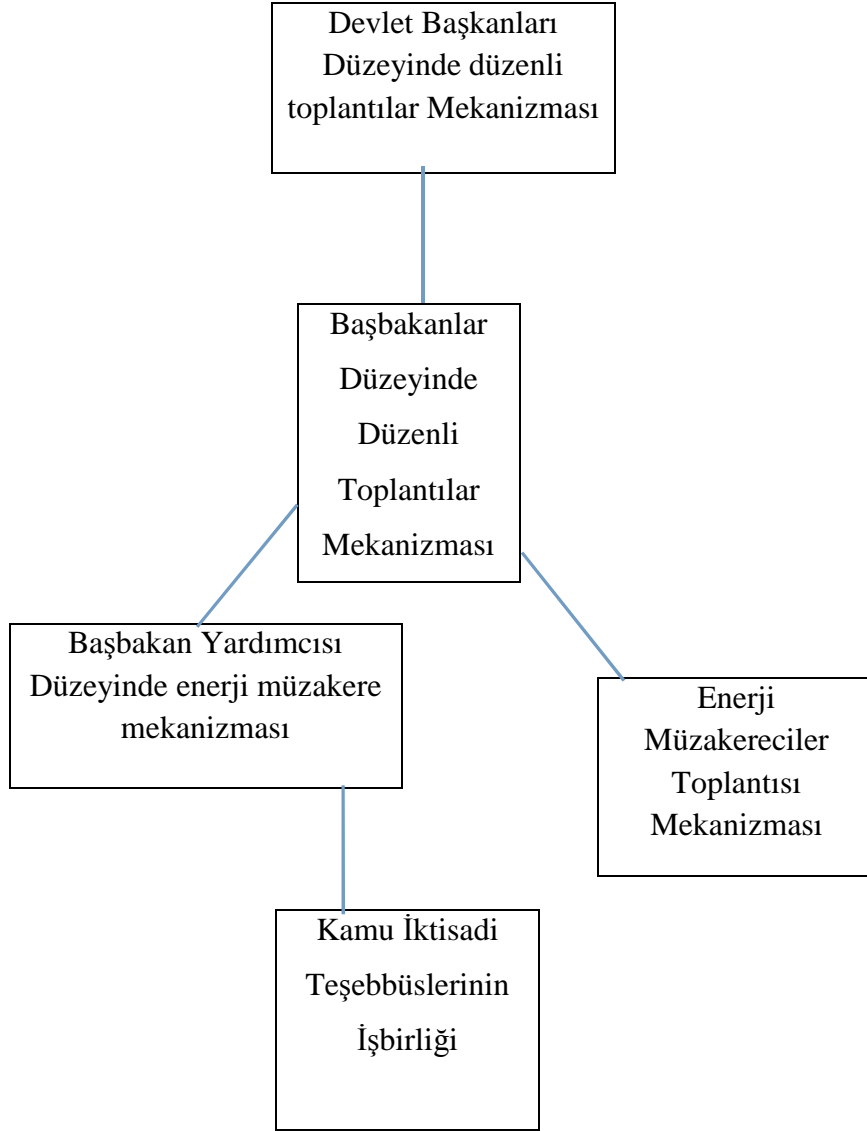 Devlet Başkanları
Düzeyinde düzenli
toplantılar Mekanizması
Başbakanlar
Düzeyinde
Düzenli
Toplantılar
Mekanizması
Başbakan Yardımcısı
Düzeyinde enerji müzakere
mekanizması
Enerji
Müzakereciler
Toplantısı
Mekanizması
Kamu İktisadi
Teşebbüslerinin
İşbirliği